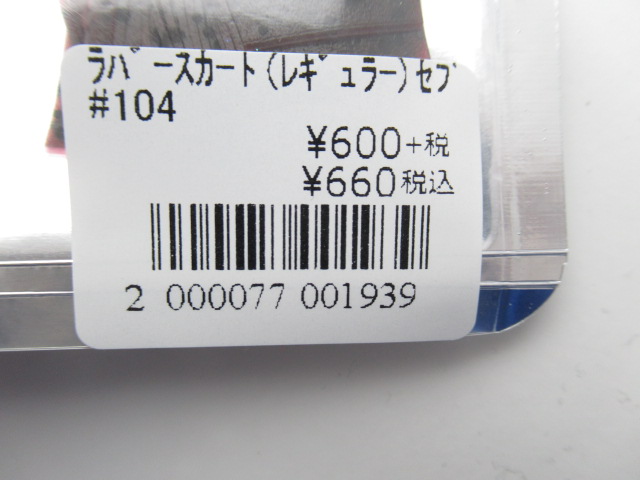 ラバースカート(レギュラー)セブ
#104
¥600+税
¥660税込
2 000077 001939